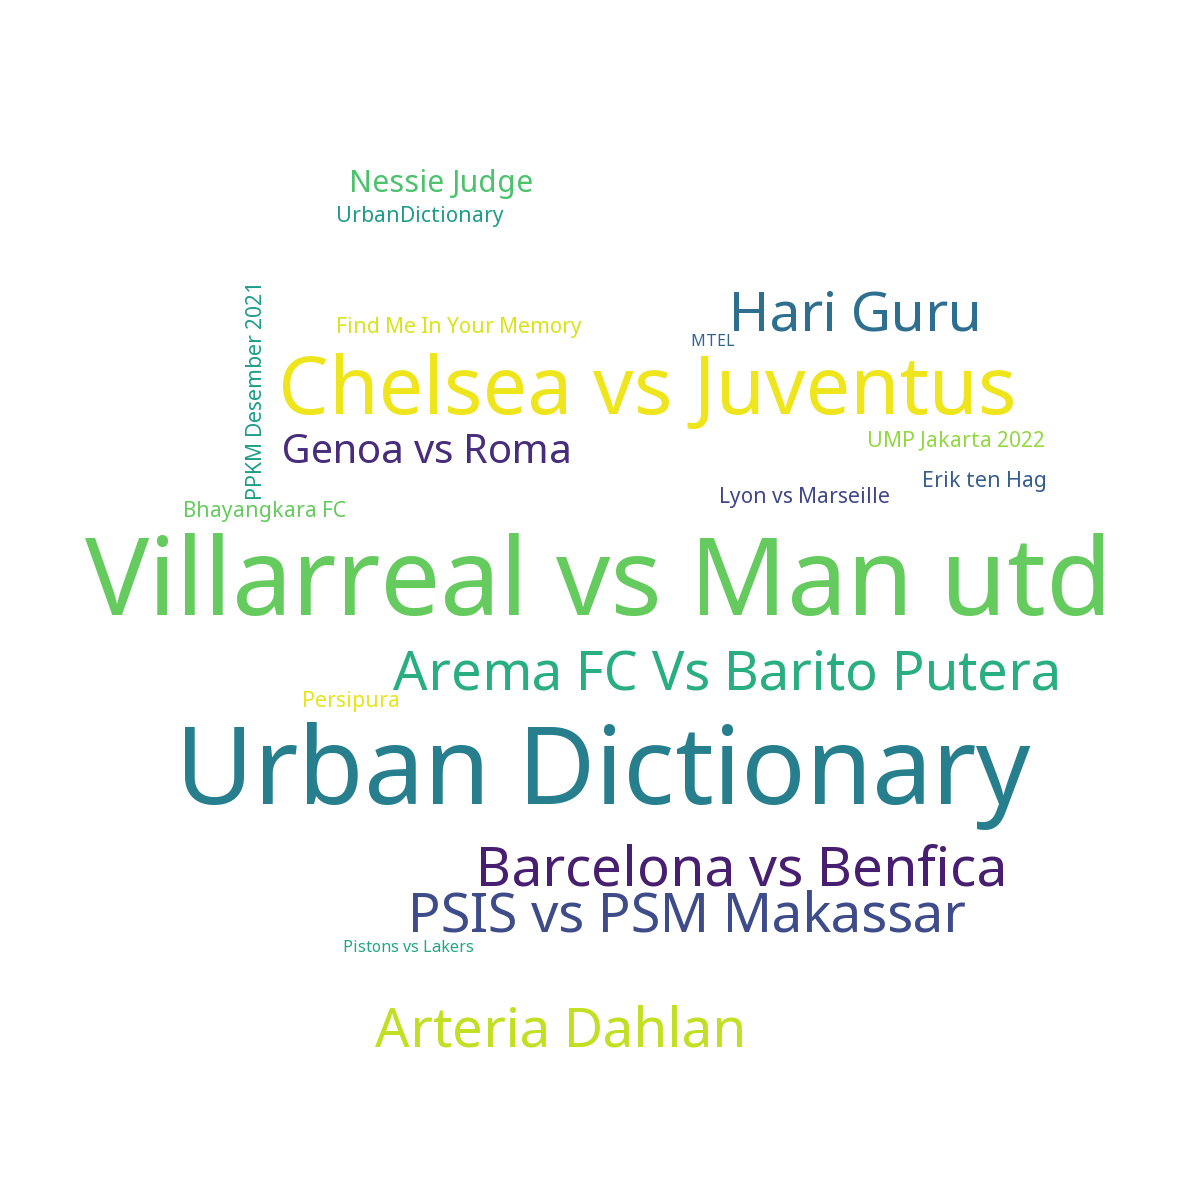 Nessie Judge
UrbanDictionary
PPKM Desember 2021
Hari Guru
Find Me In Your Memory
MTEL
Chelsea vs Juventus
Genoa vs Roma
UMP Jakarta 2022
Erik ten Hag
Lyon vs Marseille
Bhayangkara FC
Villarreal vs Man utd
Arema FC Vs Barito Putera
Persipura
Urban Dictionary
Barcelona vs Benfica
PSIS vs PSM Makassar
Pistons vs Lakers
Arteria Dahlan